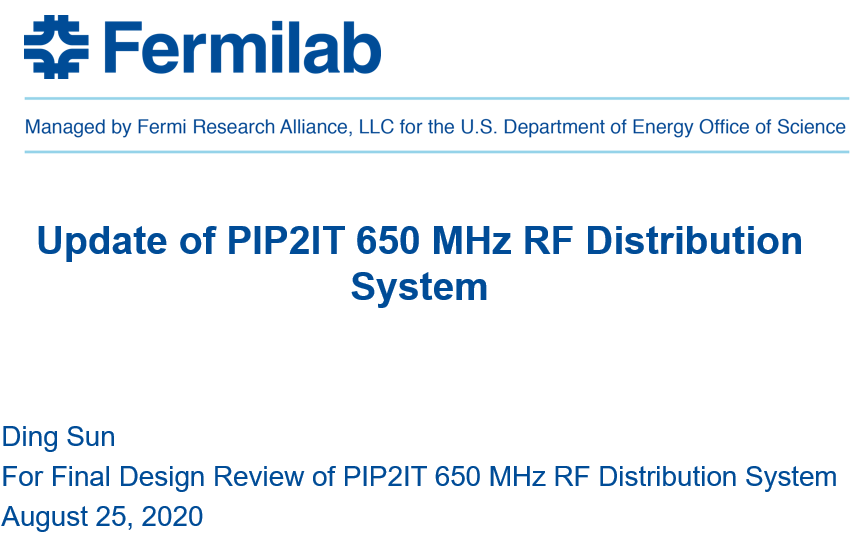 Fermilab
Managed by Fermi Research Alliance, LLC for the U.S. Department of Energy Office of Science
Update of PIP2IT 650 MHz RF Distribution
System
Ding Sun
For Final Design Review of PIP2IT 650 MHz RF Distribution System
August 25, 2020